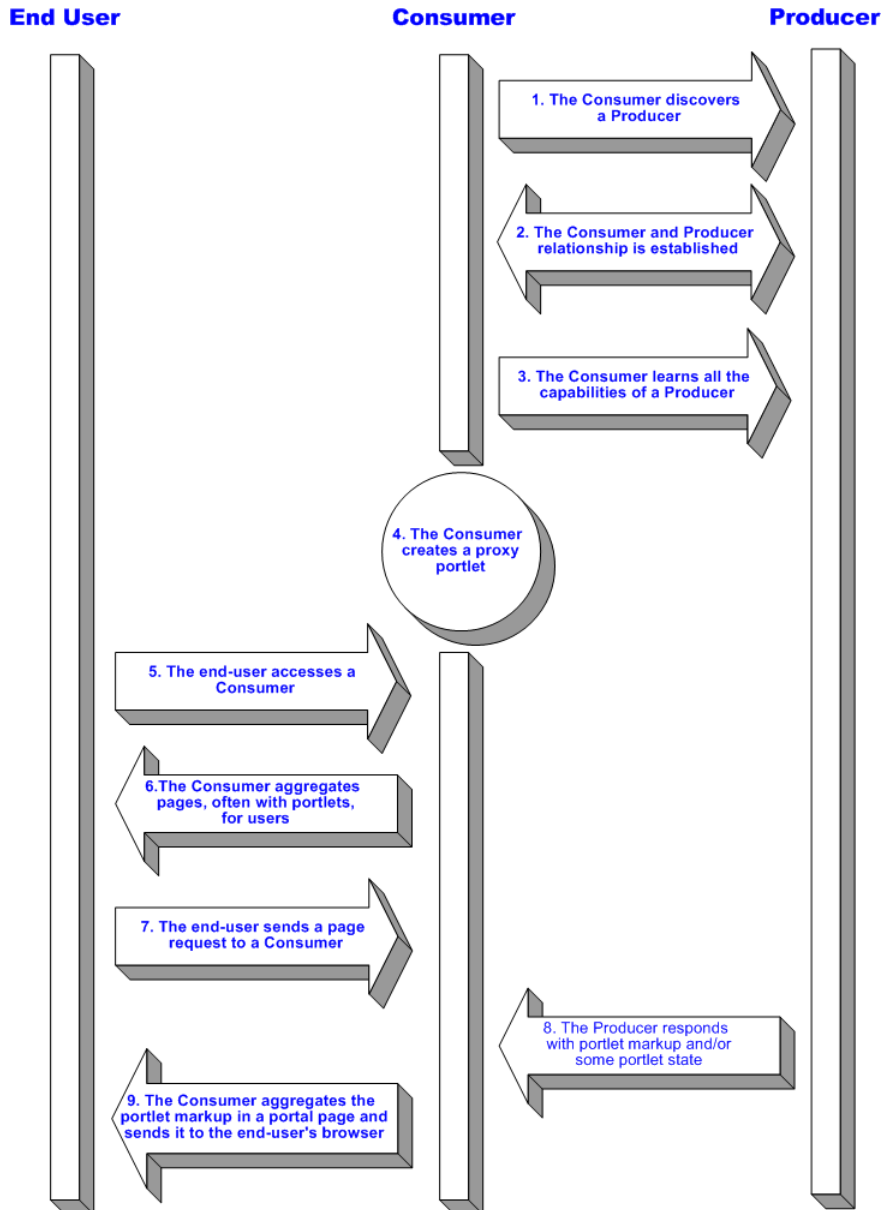 End User
Consumer
Producer
1. The Consumer discovers
a Producer
2. The Consumer and Producer
relationship is established
3. The Consumer learns all the
capabilities of a Producer
4. The Consumer
creates a proxy
portlet
5. The end-user accesses a
Consumer
6.The Consumer aggregates
pages, often with portlets,
for users
7. The end-user sends a page
request to a Consumer
8. The Producer responds
with portlet markup and/or
some portlet state
9. The Consumer aggregates the
portlet markup in a portal page and
sends it to the end-user's browser